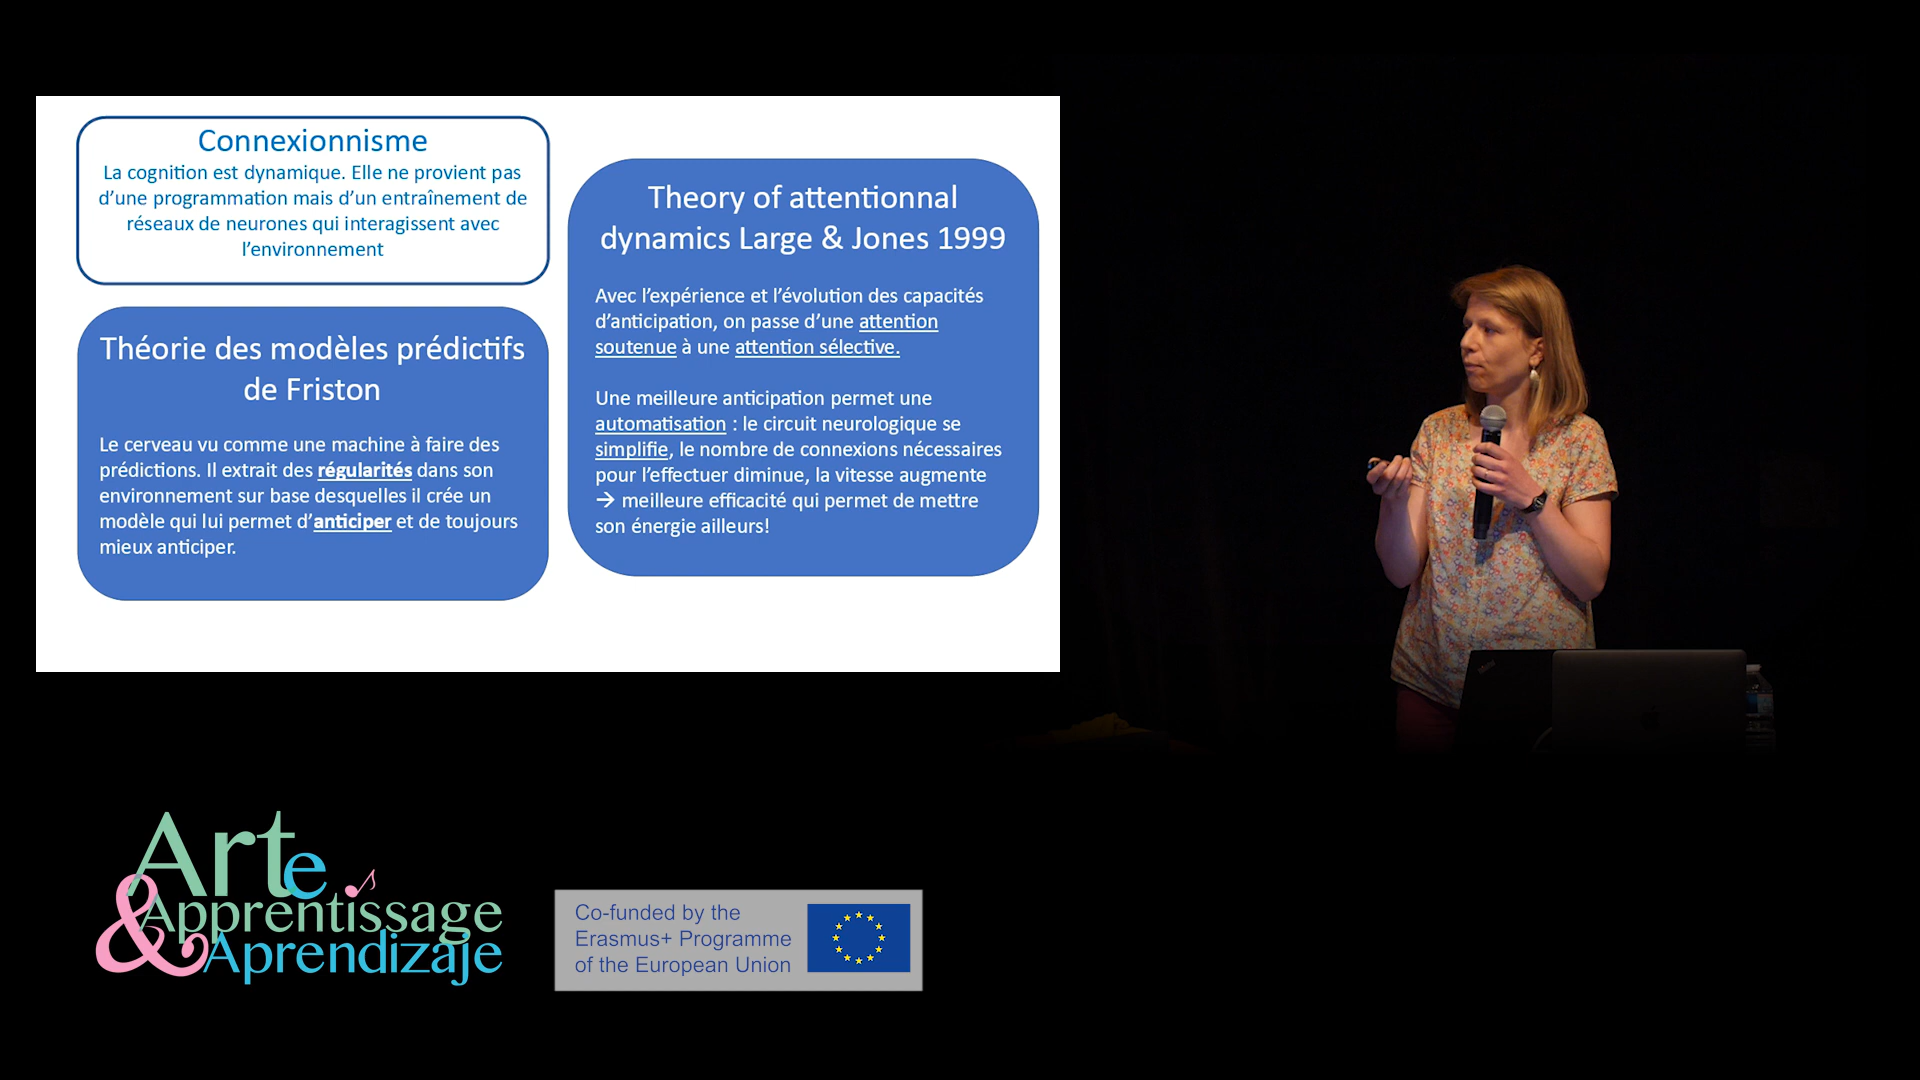 Connexionnisme
La cognition est dynamique. Elle ne provient pas
d’une programmation mais d’un entraînement de
réseaux de neurones qui interagissent avec
l’environnement
Théorie des modèles prédictifs
de Friston
Le cerveau vu comme une machine à faire des
prédictions. Il extrait des régularités dans son
environnement sur base desquelles il crée un
modèle qui lui permet d’anticiper et de toujours
mieux anticiper.
Theory of attentionnal
dynamics Large & Jones 1999
Avec l’expérience et l’évolution des capacités
d’anticipation, on passe d’une attention
soutenue à une attention sélective.
Une meilleure anticipation permet une
automatisation : le circuit neurologique se
simplifie, le nombre de connexions nécessaires
pour l’effectuer diminue, la vitesse augmente
→ meilleure efficacité qui permet de mettre
son énergie ailleurs!
Arte
&Apprentissage
Aprendizaje
Co-funded by the
Erasmus+ Programme
of the European Union